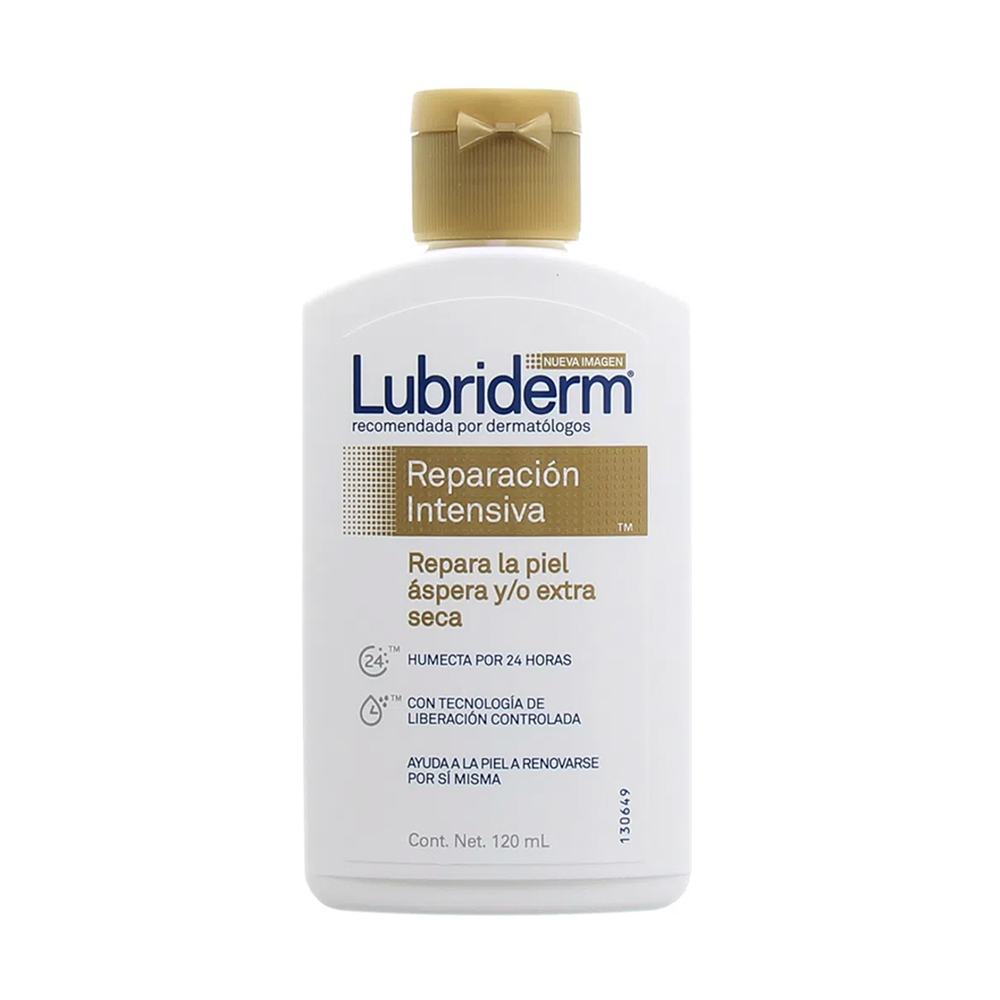 NUEVA IMAGEN
Lubriderm®
recomendada por dermatólogos
Reparación
Intensiva
™
Repara la piel
áspera y/o extra
seca
24 ™
HUMECTA POR 24 HORAS
™
CON TECNOLOGÍA DE
LIBERACIÓN CONTROLADA
AYUDA A LA PIEL A RENOVARSE
POR SÍ MISMA
130649
Cont. Net. 120 mL